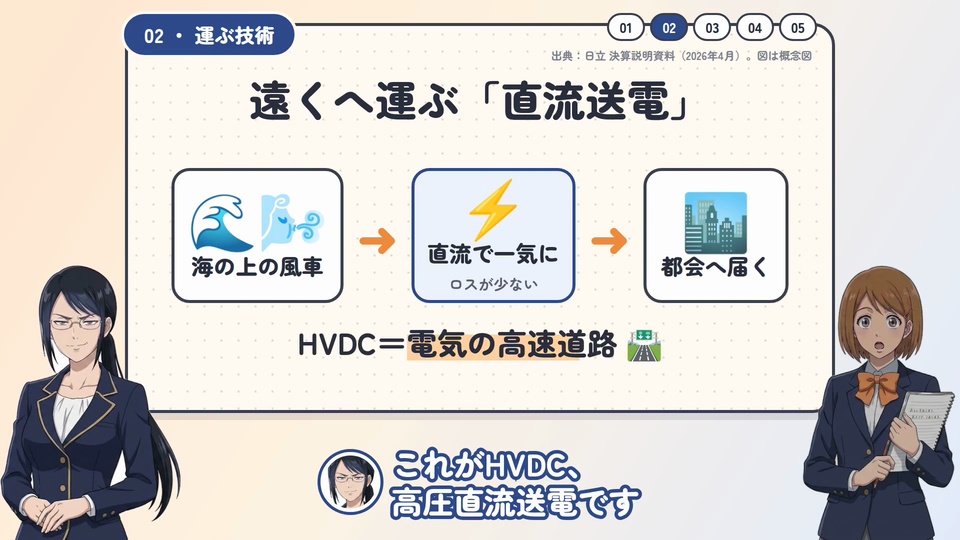 02 ・ 運ぶ技術
01 02 03 04 05
出典：日立 決算説明資料（2026年4月）。図は概念図
遠くへ運ぶ「直流送電」
海の上の風車
直流で一気に
ロスが少ない
都会へ届く
HVDC＝電気の高速道路
これがHVDC、
高圧直流送電です